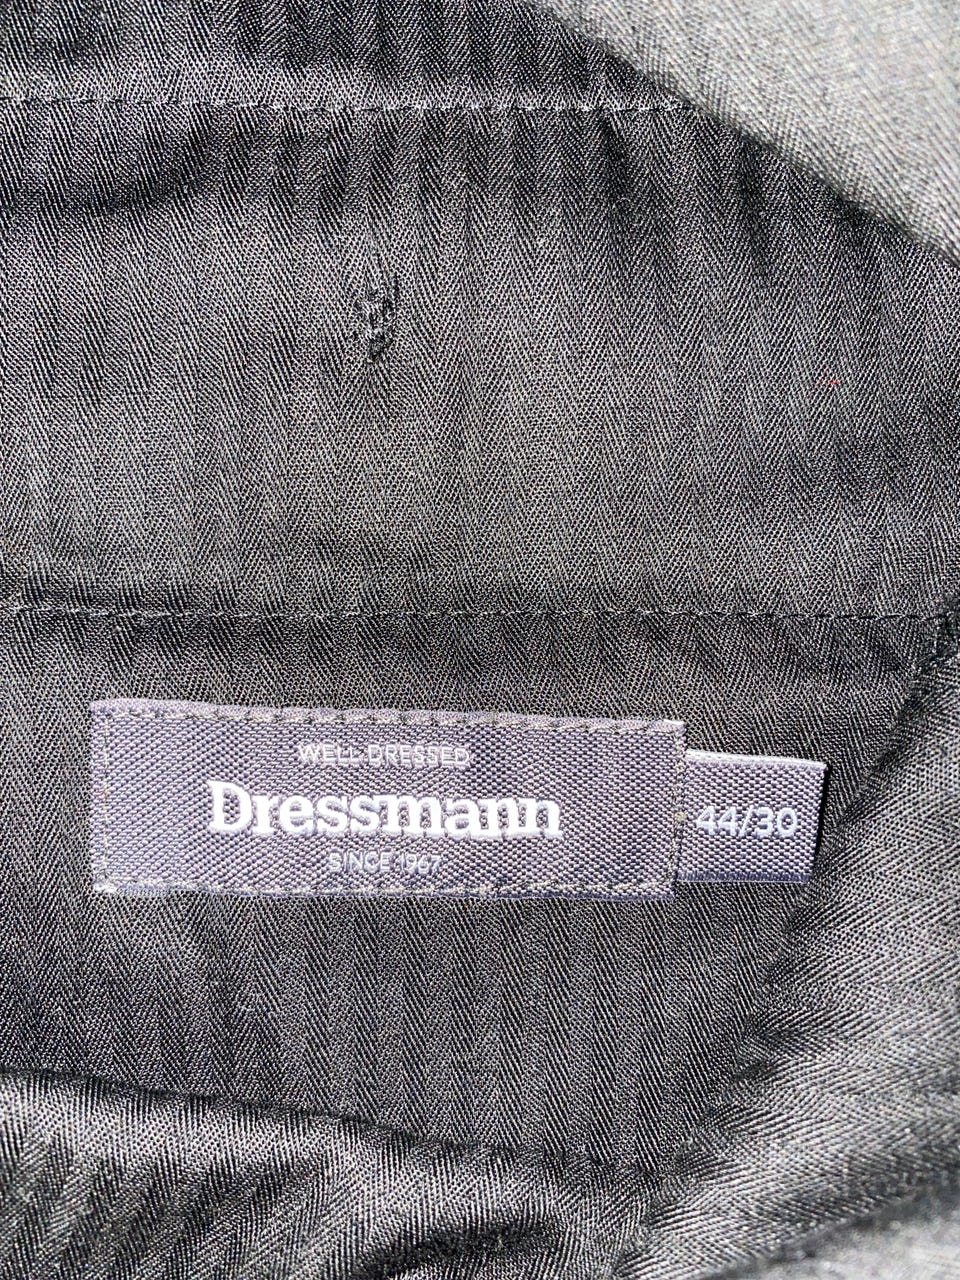 WELL DRESSED
Dressmann
SINCE 1967
44/30